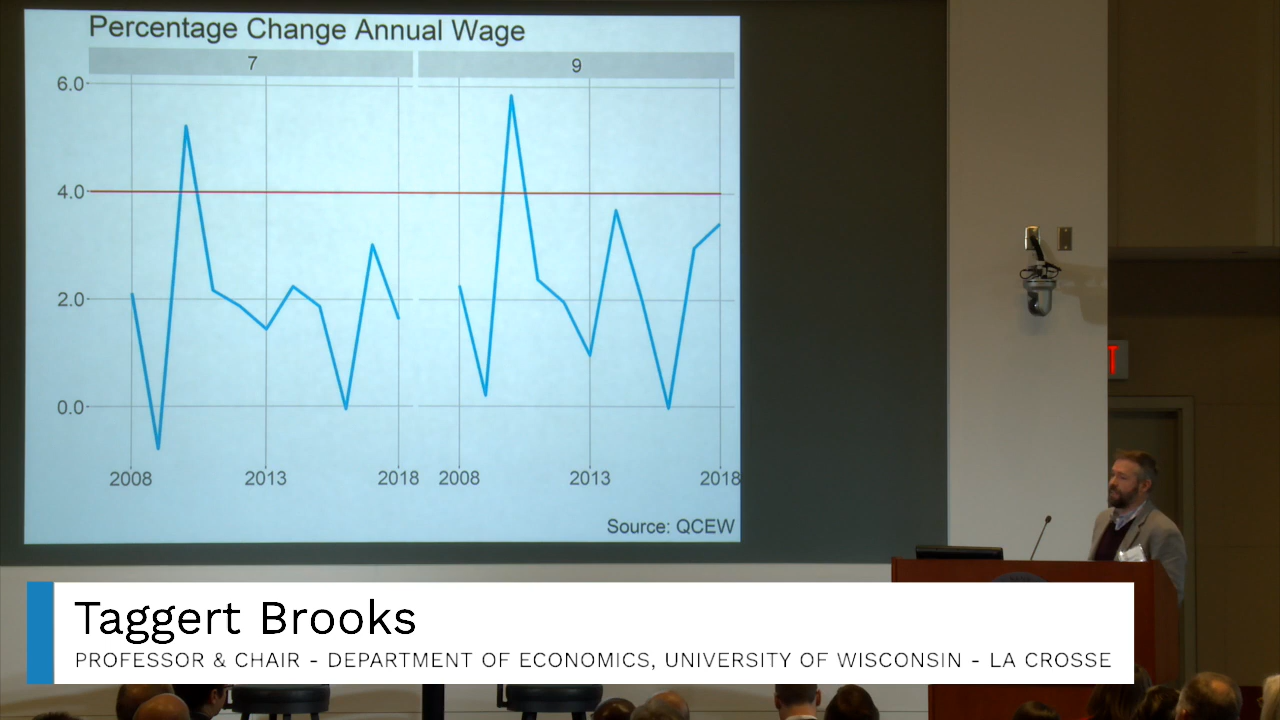 Percentage Change Annual Wage
7
9
6.0
4.0
2.0
0.0
2008 2013 2018 2008 2013 2018
Source: QCEW
Taggert Brooks
PROFESSOR & CHAIR - DEPARTMENT OF ECONOMICS, UNIVERSITY OF WISCONSIN - LA CROSSE